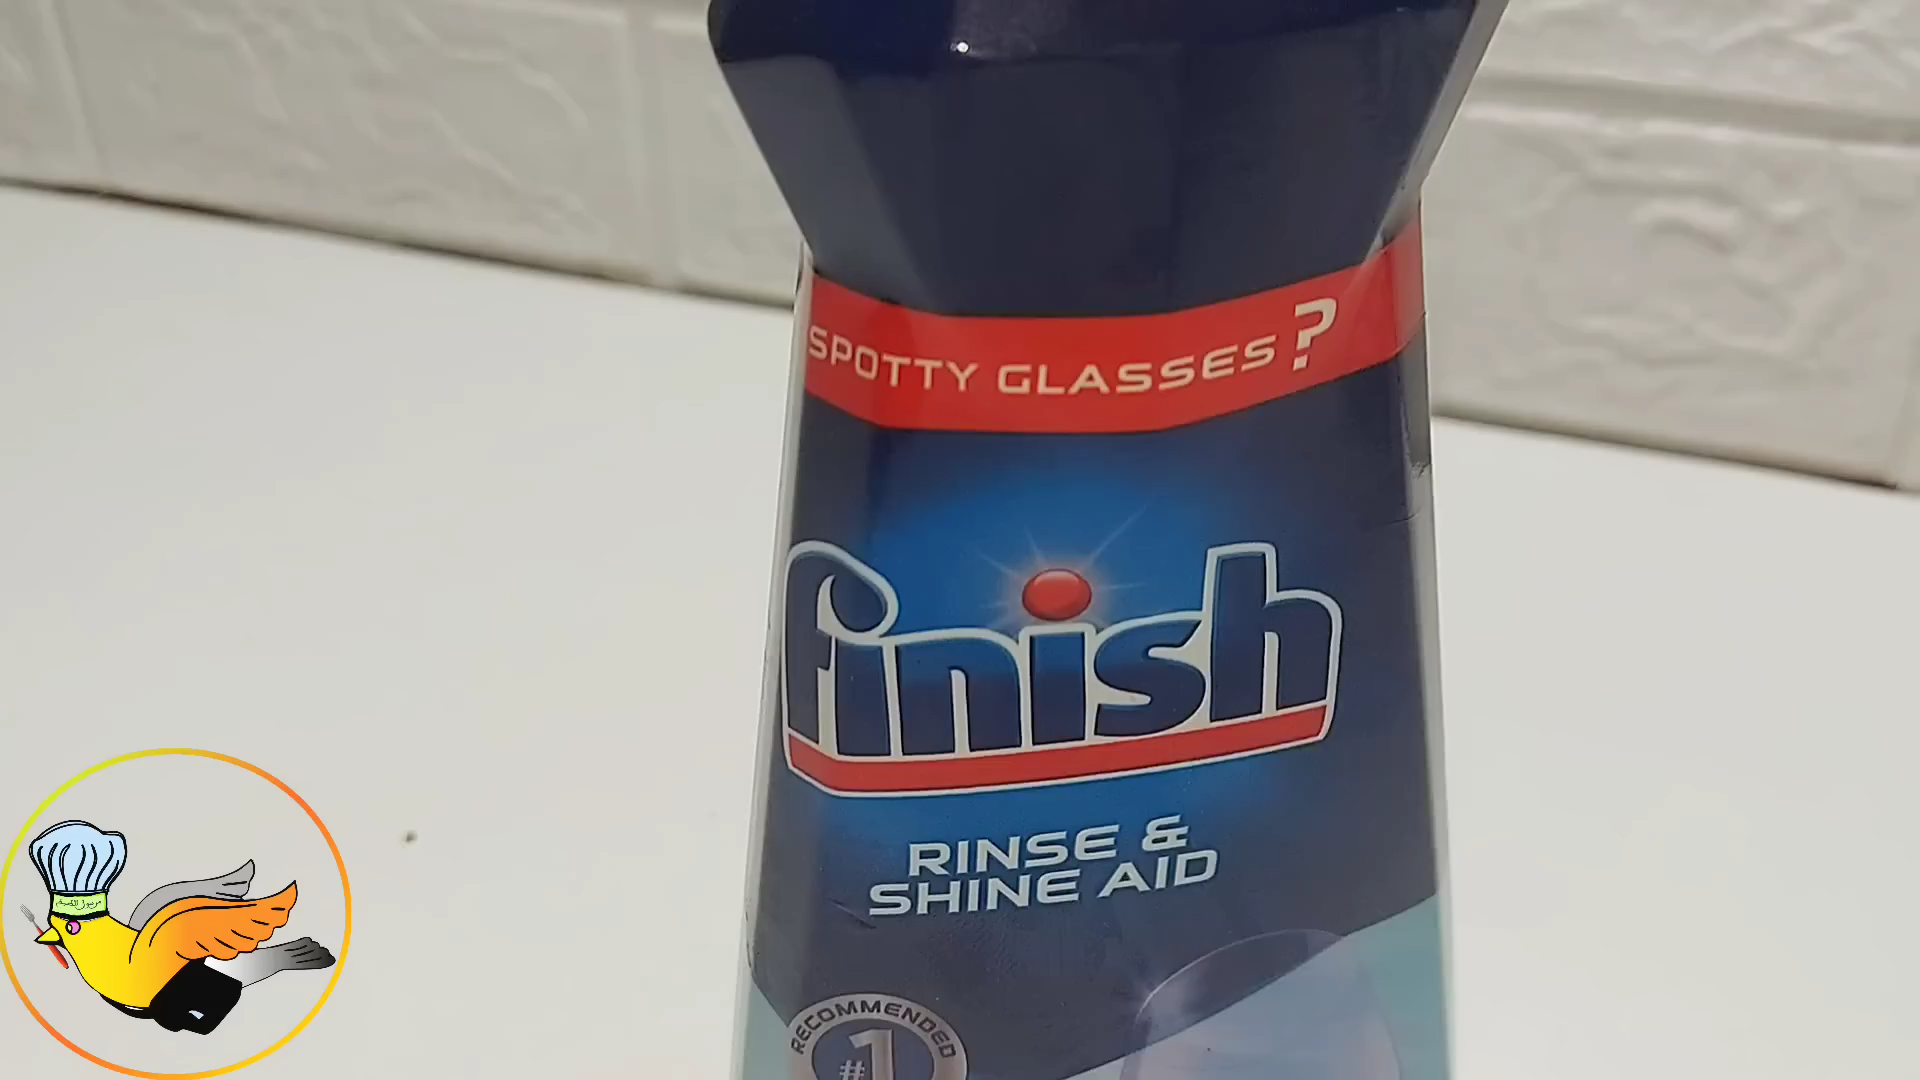 SPOTTY GLASSES?
finish
RINSE &
SHINE AID
RECOMMENDED
#1